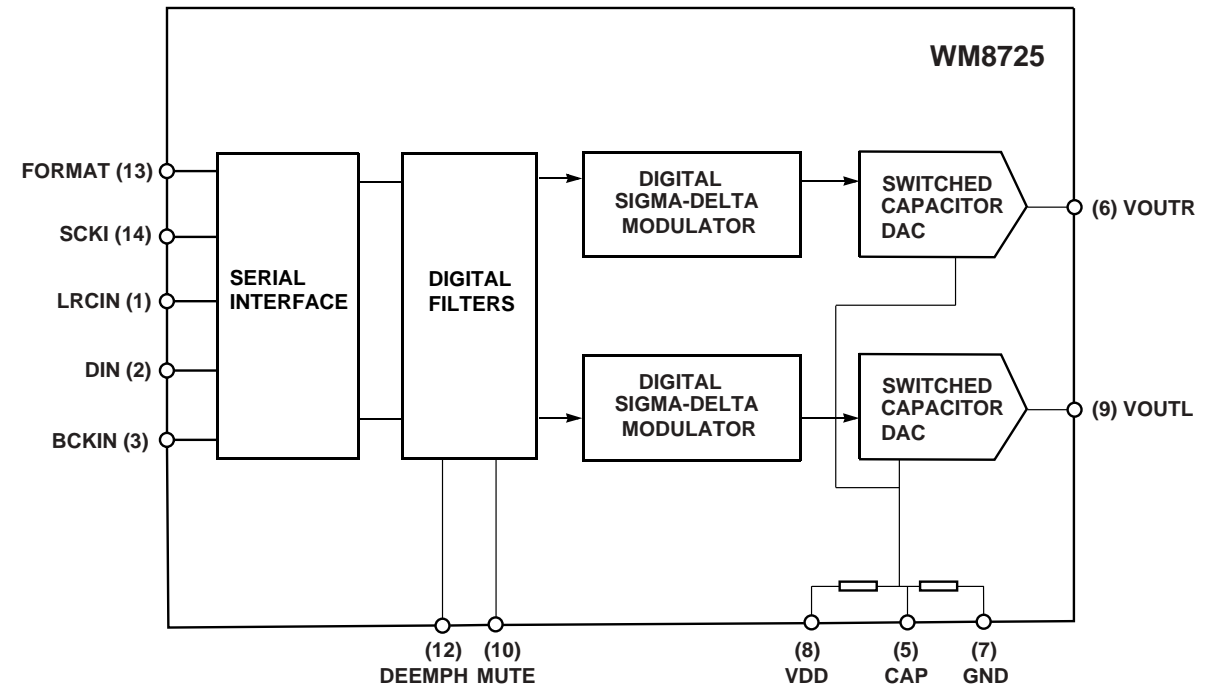 WM8725
FORMAT (13)
SCKI (14)
LRCIN (1)
DIN (2)
BCKIN (3)
SERIAL
INTERFACE
DIGITAL
FILTERS
DIGITAL
SIGMA-DELTA
MODULATOR
SWITCHED
CAPACITOR
DAC
(6) VOUTR
DIGITAL
SIGMA-DELTA
MODULATOR
SWITCHED
CAPACITOR
DAC
(9) VOUTL
(12)
DEEMPH
(10)
MUTE
(8)
VDD
(5)
CAP
(7)
GND